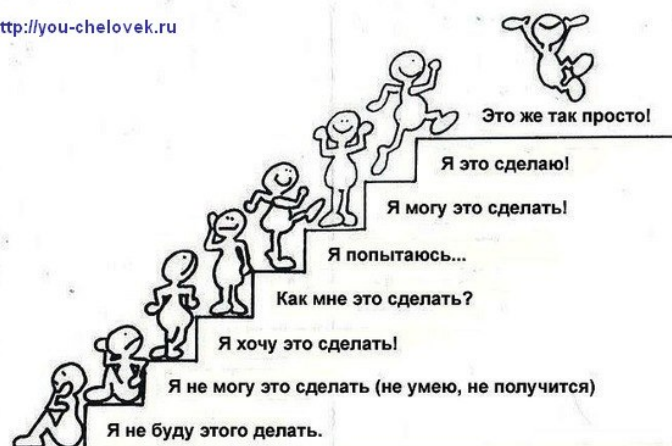 ttp://you-chelovek.ru
Это же так просто!
Я это сделаю!
Я могу это сделать!
Я попытаюсь...
Как мне это сделать?
Я хочу это сделать!
Я не могу это сделать (не умею, не получится)
Я не буду этого делать.